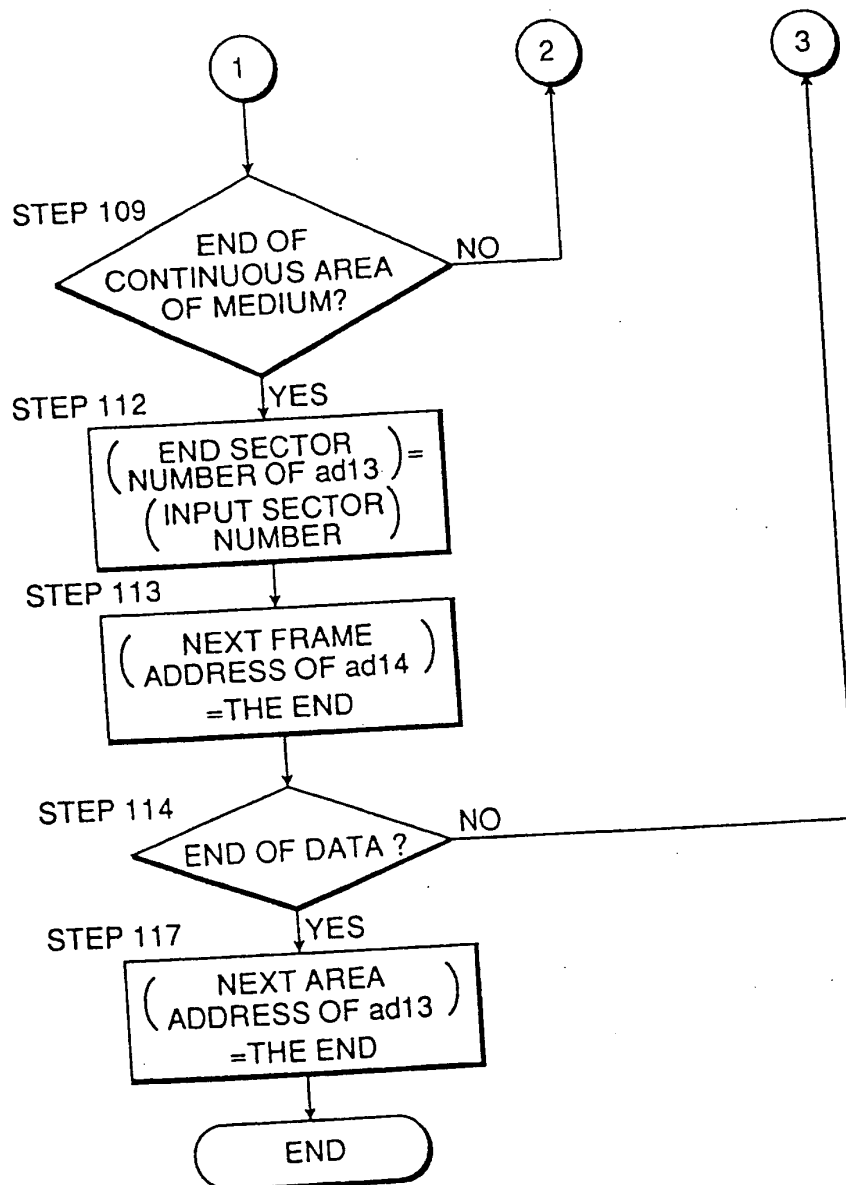 1
2
3
STEP 109
END OF
CONTINUOUS AREA
OF MEDIUM?
NO
YES
STEP 112
( END SECTOR
NUMBER OF ad13 ) =
( INPUT SECTOR
NUMBER )
STEP 113
( NEXT FRAME
ADDRESS OF ad14 )
=THE END
STEP 114
END OF DATA ?
NO
YES
STEP 117
( NEXT AREA
ADDRESS OF ad13 )
=THE END
END